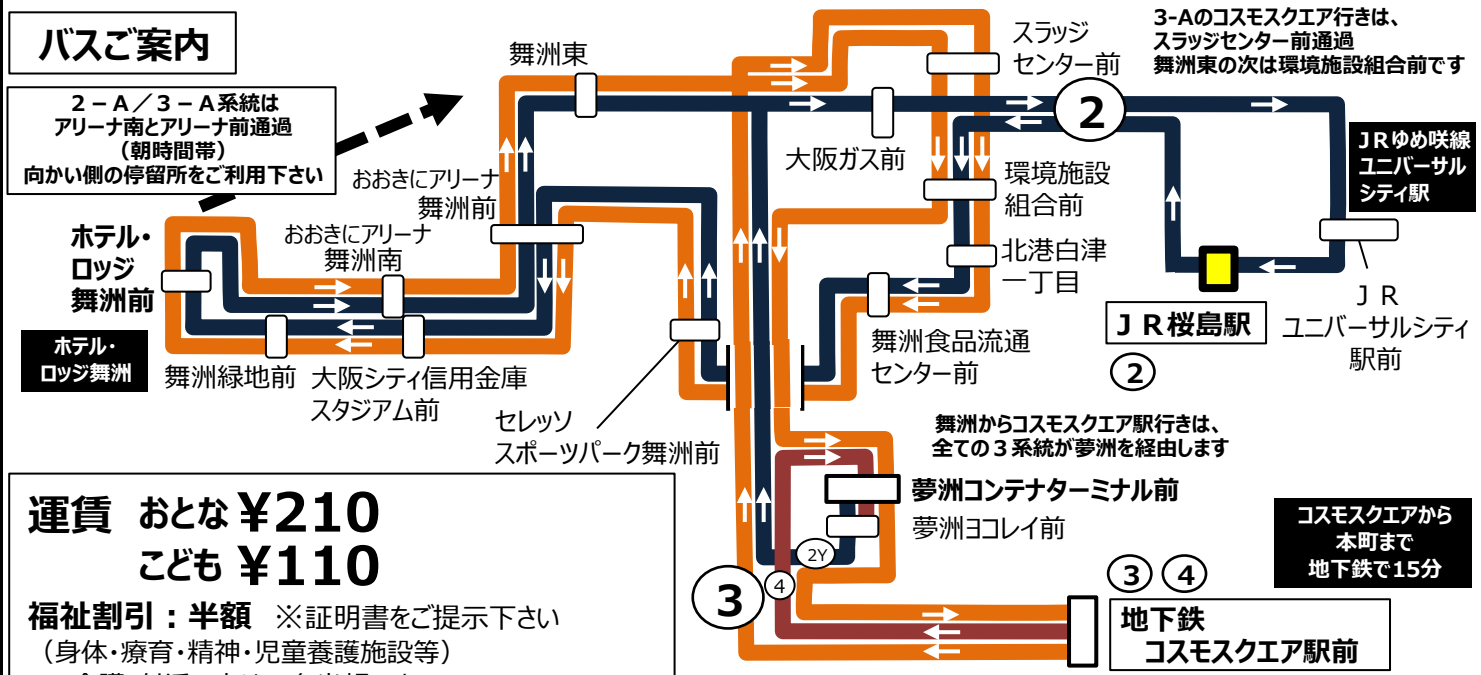 バスご案内
２－Ａ／３－Ａ系統は
アリーナ南とアリーナ前通過
（朝時間帯）
向かい側の停留所をご利用下さい
3-Aのコスモスクエア行きは、
スラッジセンター前通過
舞洲東の次は環境施設組合前です
舞洲東
スラッジ
センター前
②
大阪ガス前
環境施設
組合前
北港白津
一丁目
舞洲食品流通
センター前
ＪＲゆめ咲線
ユニバーサル
シティ駅
ＪＲ桜島駅
②
ＪＲ
ユニバーサルシティ
駅前
おおきにアリーナ
舞洲前
おおきにアリーナ
舞洲南
ホテル・
ロッジ
舞洲前
ホテル・
ロッジ舞洲
舞洲緑地前
大阪シティ信用金庫
スタジアム前
セレッソ
スポーツパーク舞洲前
舞洲からコスモスクエア駅行きは、
全ての３系統が夢洲を経由します
夢洲コンテナターミナル前
夢洲ヨコレイ前
2Y
4
③
コスモスクエアから
本町まで
地下鉄で15分
③ ④
地下鉄
コスモスクエア駅前
運賃 おとな ¥210
こども ¥110
福祉割引：半額 ※証明書をご提示下さい
（身体・療育・精神・児童養護施設等）